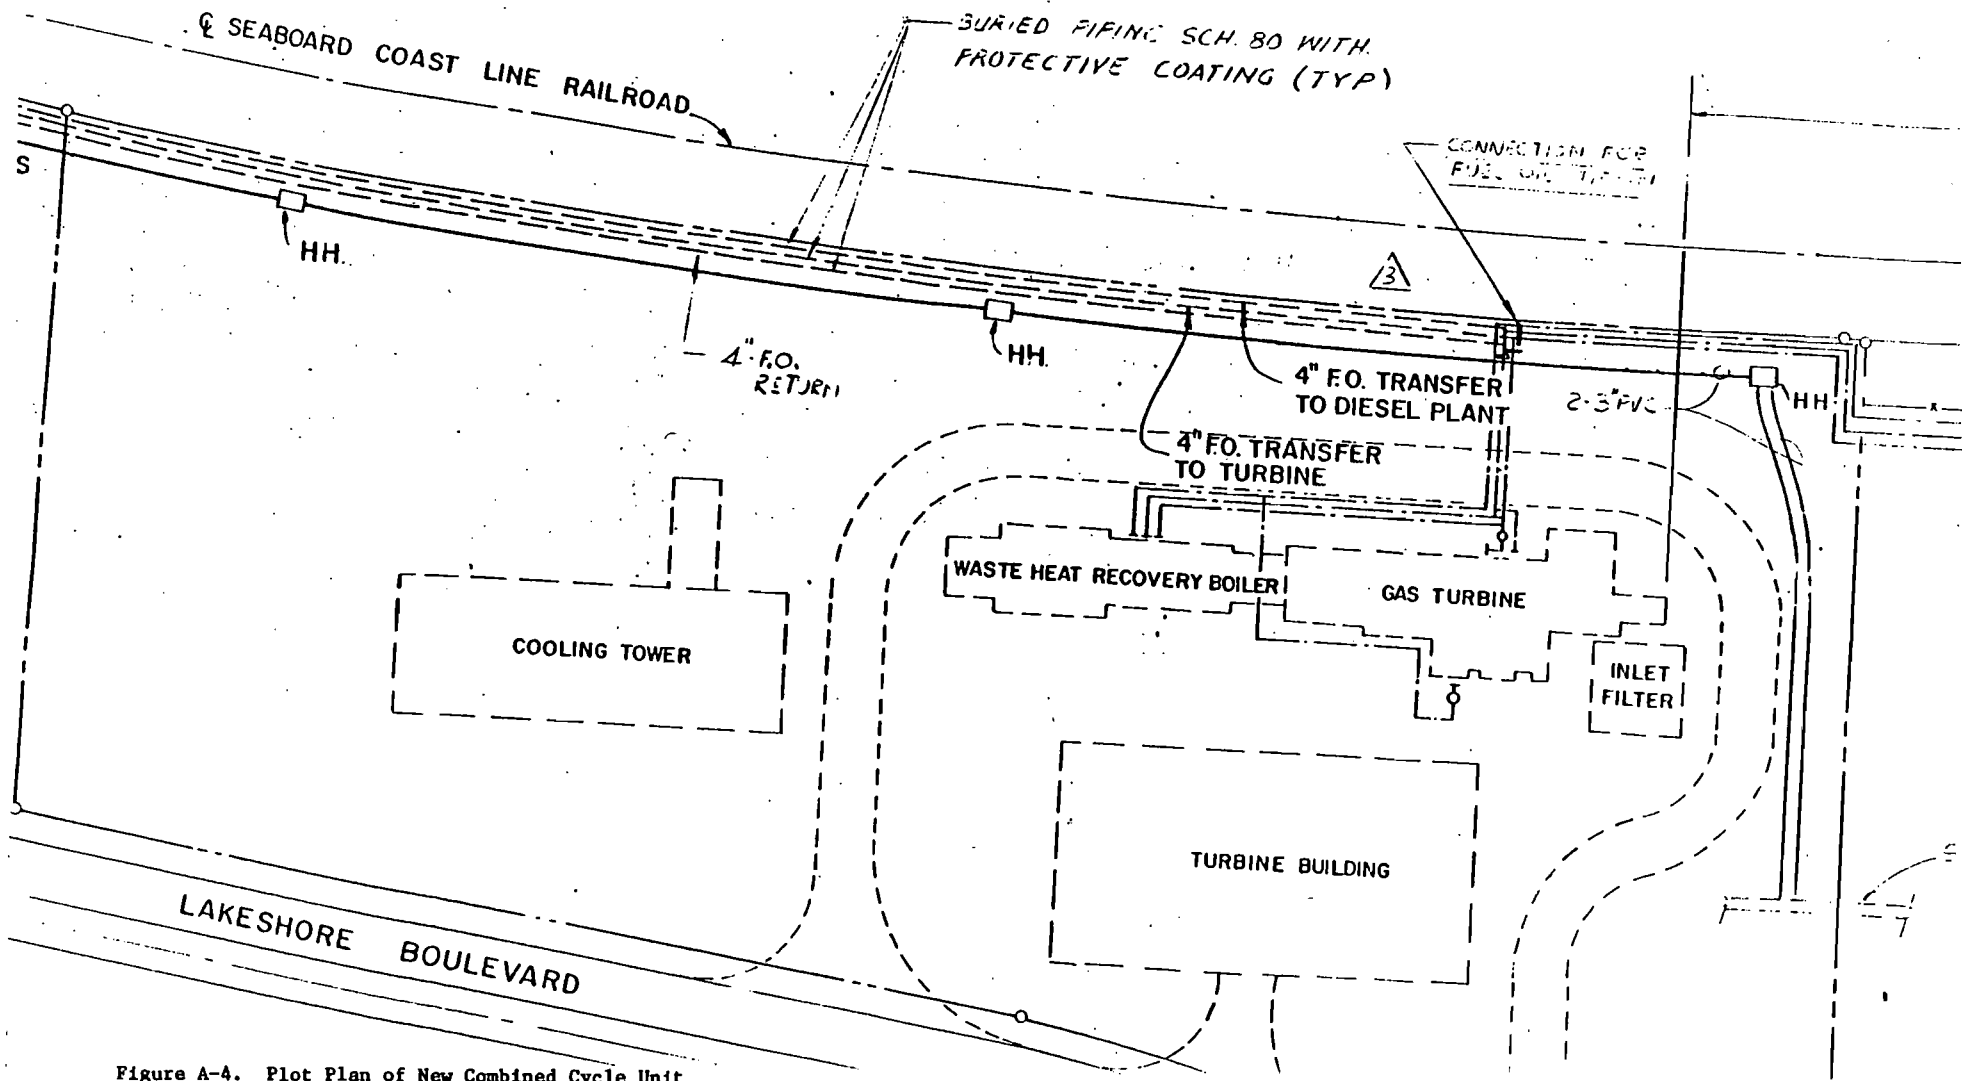 ℄ SEABOARD COAST LINE RAILROAD
BURIED PIPING SCH. 80 WITH
PROTECTIVE COATING (TYP)
CONNECTION FOR
FUEL OIL
S
HH.
HH.
3
4" F.O.
RETURN
4" F.O. TRANSFER
TO DIESEL PLANT
4" F.O. TRANSFER
TO TURBINE
2-3" PVC
HH
WASTE HEAT RECOVERY BOILER
GAS TURBINE
COOLING TOWER
INLET
FILTER
TURBINE BUILDING
LAKESHORE BOULEVARD
Figure A-4. Plot Plan of New Combined Cycle Unit